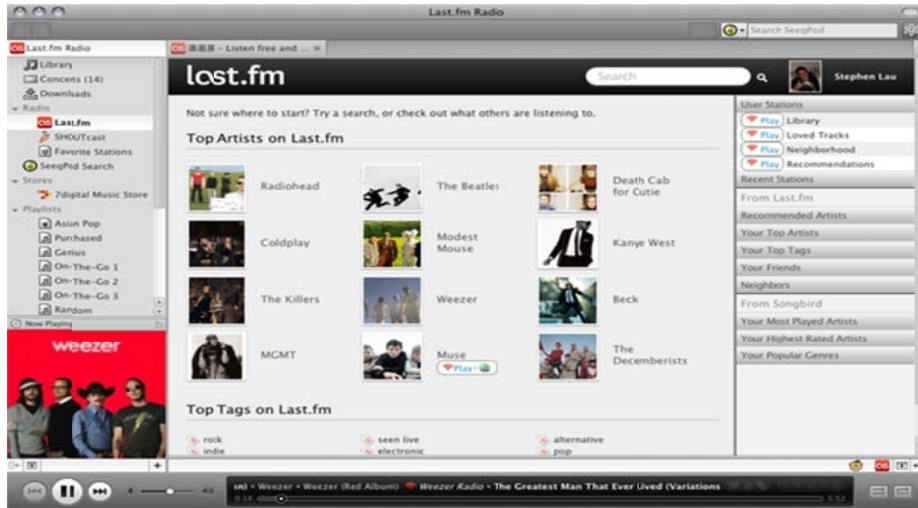 Last.fm Radio
Search SeeqPod
Last.fm Radio
- Listen free and ... ×
Library
Concerts (14)
Downloads
Radio
Last.fm
SHOUTcast
Favorite Stations
SeeqPod Search
Stores
7digital Music Store
Playlists
Asian Pop
Purchased
Genius
On-The-Go 1
On-The-Go 2
On-The-Go 3
Random
Now Playing
weezer
last.fm
Search
Stephen Lau
Not sure where to start? Try a search, or check out what others are listening to.
Top Artists on Last.fm
Radiohead
The Beatles
Death Cab
for Cutie
Coldplay
Modest
Mouse
Kanye West
The Killers
Weezer
Beck
MGMT
Muse
Play
The
Decemberists
Top Tags on Last.fm
rock
seen live
alternative
indie
electronic
pop
User Stations
Play Library
Play Loved Tracks
Play Neighborhood
Play Recommendations
Recent Stations
From Last.fm
Recommended Artists
Your Top Artists
Your Top Tags
Your Friends
Neighbors
From Songbird
Your Most Played Artists
Your Highest Rated Artists
Your Popular Genres
• Weezer • Weezer (Red Album) Weezer Radio • The Greatest Man That Ever Lived (Variations
0:14
5:52